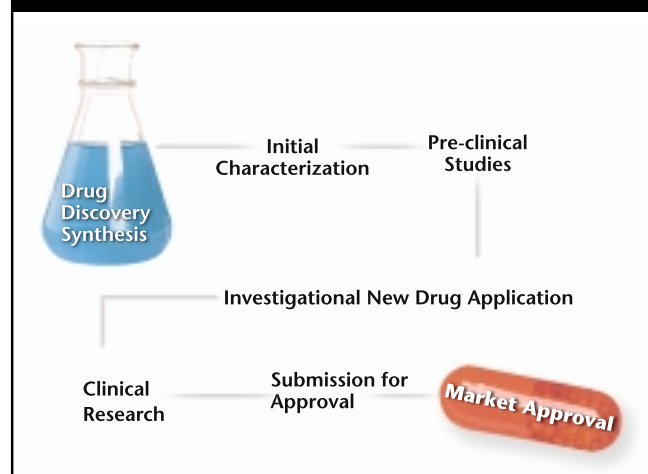 Drug
Discovery
Synthesis
Initial
Characterization
Pre-clinical
Studies
Investigational New Drug Application
Clinical
Research
Submission for
Approval
Market Approval